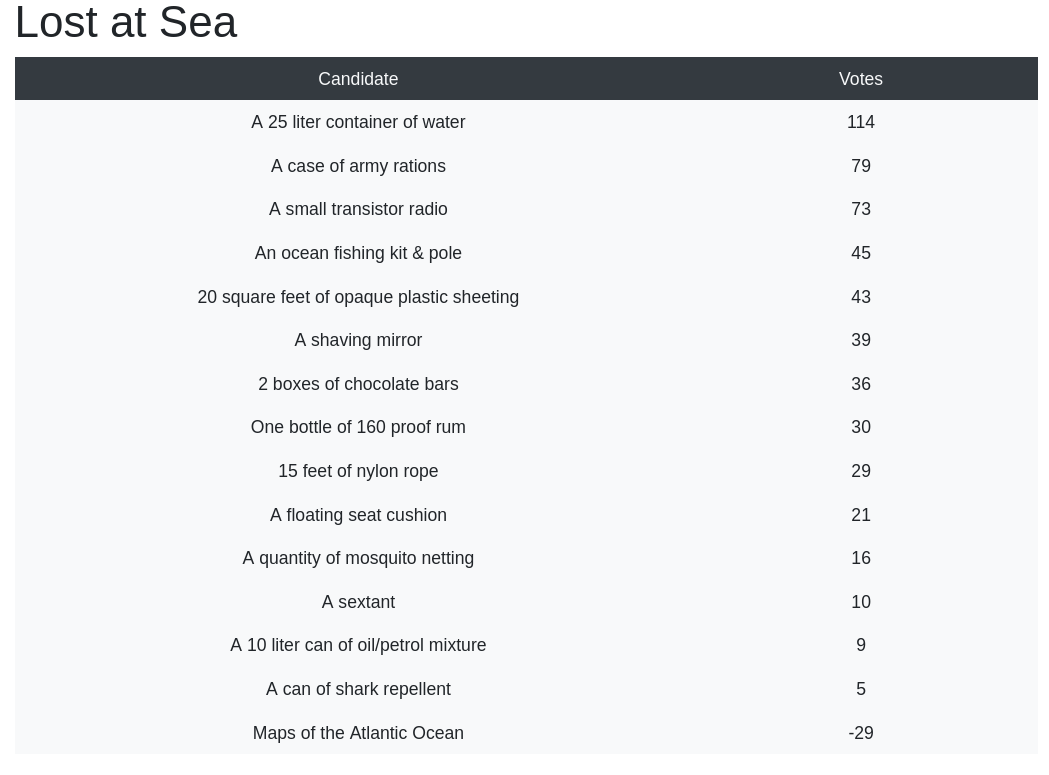 Lost at Sea
Candidate Votes
A 25 liter container of water 114
A case of army rations 79
A small transistor radio 73
An ocean fishing kit & pole 45
20 square feet of opaque plastic sheeting 43
A shaving mirror 39
2 boxes of chocolate bars 36
One bottle of 160 proof rum 30
15 feet of nylon rope 29
A floating seat cushion 21
A quantity of mosquito netting 16
A sextant 10
A 10 liter can of oil/petrol mixture 9
A can of shark repellent 5
Maps of the Atlantic Ocean -29